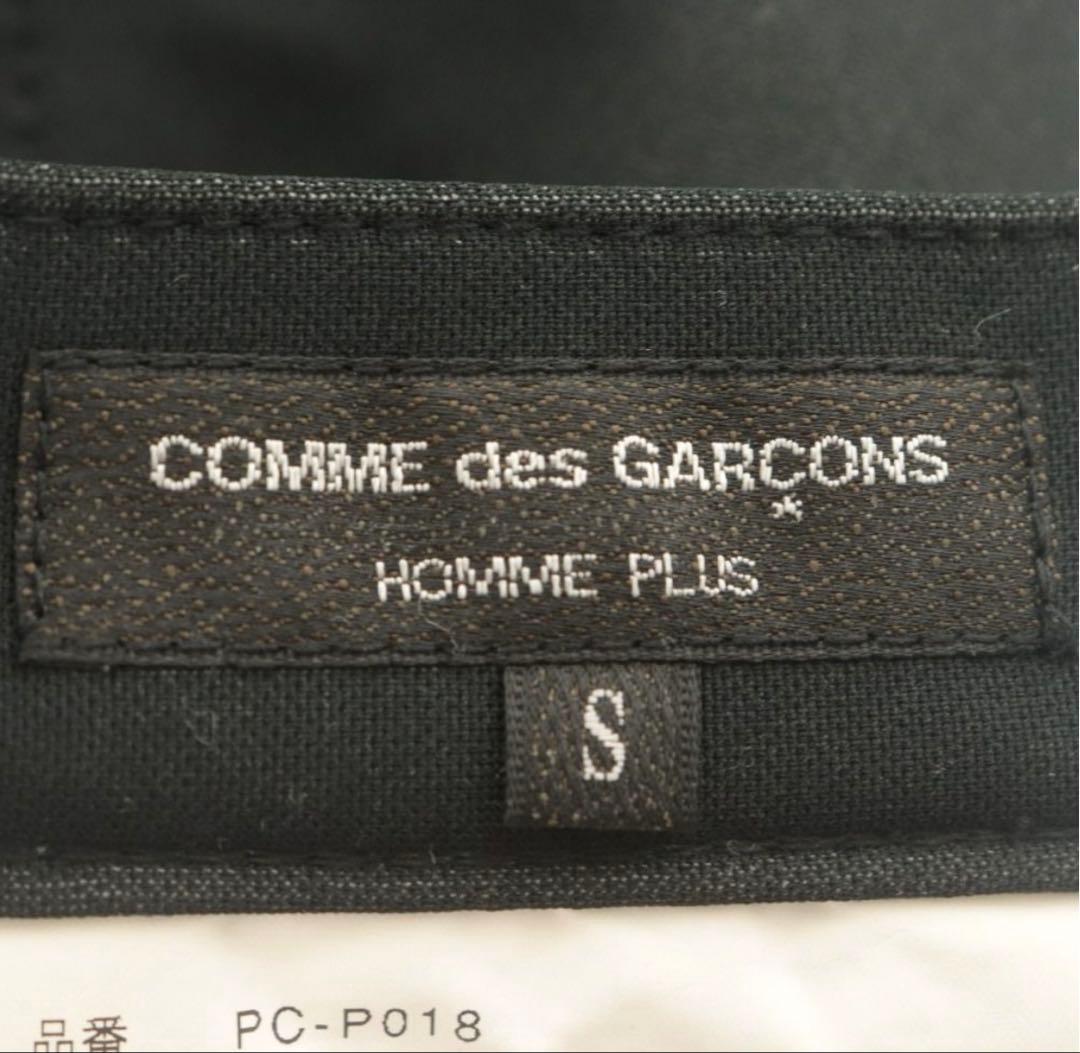 COMME des GARÇONS
HOMME PLUS
S
品番 PC-P018